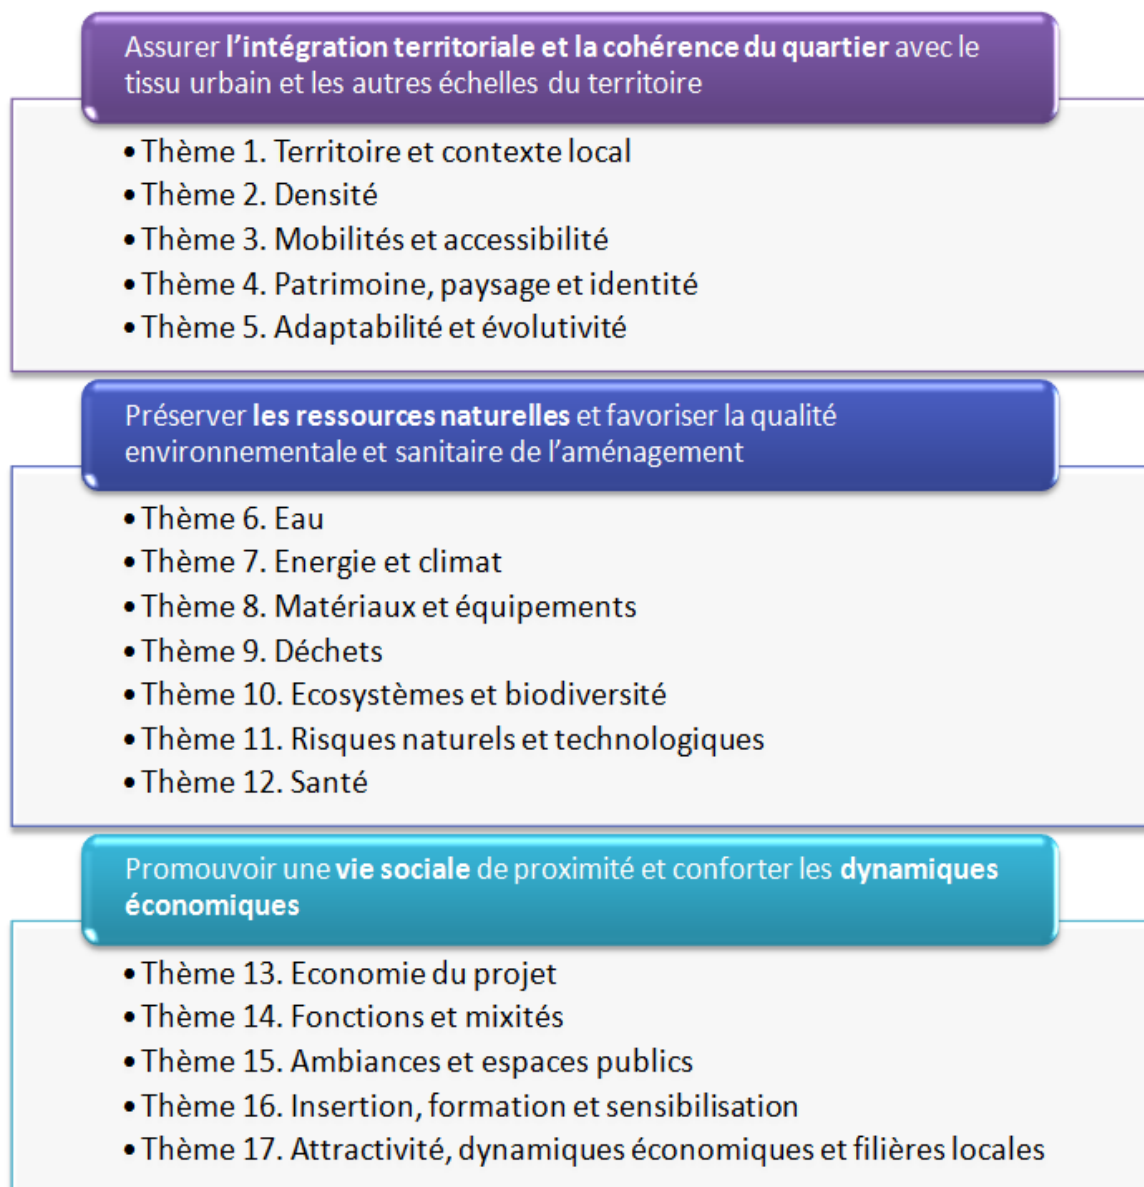 Assurer l’intégration territoriale et la cohérence du quartier avec le
tissu urbain et les autres échelles du territoire
•Thème 1. Territoire et contexte local
•Thème 2. Densité
•Thème 3. Mobilités et accessibilité
•Thème 4. Patrimoine, paysage et identité
•Thème 5. Adaptabilité et évolutivité
Préserver les ressources naturelles et favoriser la qualité
environnementale et sanitaire de l’aménagement
•Thème 6. Eau
•Thème 7. Energie et climat
•Thème 8. Matériaux et équipements
•Thème 9. Déchets
•Thème 10. Ecosystèmes et biodiversité
•Thème 11. Risques naturels et technologiques
•Thème 12. Santé
Promouvoir une vie sociale de proximité et conforter les dynamiques
économiques
•Thème 13. Economie du projet
•Thème 14. Fonctions et mixités
•Thème 15. Ambiances et espaces publics
•Thème 16. Insertion, formation et sensibilisation
•Thème 17. Attractivité, dynamiques économiques et filières locales